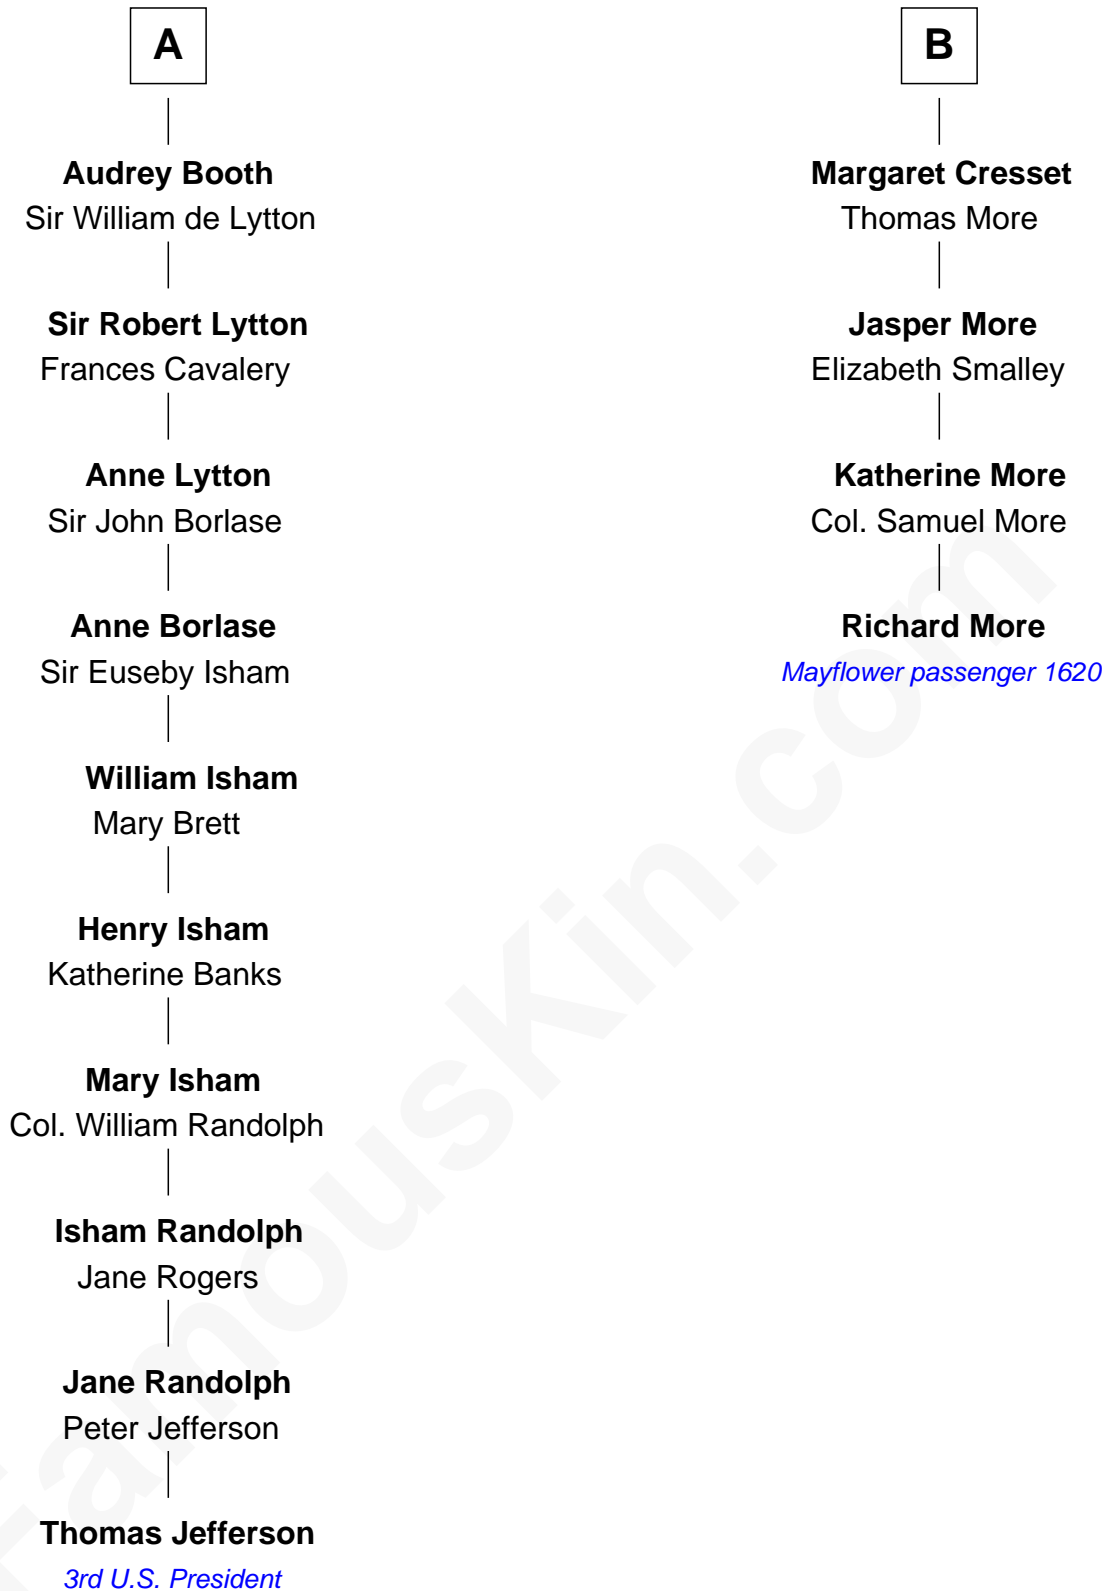 A
Audrey Booth
Sir William de Lytton
Sir Robert Lytton
Frances Cavalery
Anne Lytton
Sir John Borlase
Anne Borlase
Sir Euseby Isham
William Isham
Mary Brett
Henry Isham
Katherine Banks
Mary Isham
Col. William Randolph
Isham Randolph
Jane Rogers
Jane Randolph
Peter Jefferson
Thomas Jefferson
3rd U.S. President
B
Margaret Cresset
Thomas More
Jasper More
Elizabeth Smalley
Katherine More
Col. Samuel More
Richard More
Mayflower passenger 1620
FamousKin.com